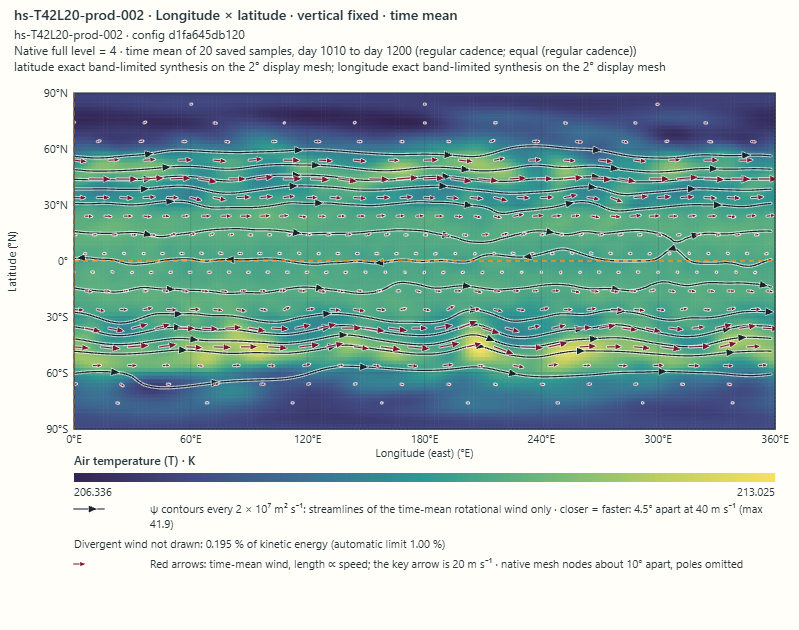 hs-T42L20-prod-002 · Longitude × latitude · vertical fixed · time mean
hs-T42L20-prod-002 · config d1fa645db120
Native full level = 4 · time mean of 20 saved samples, day 1010 to day 1200 (regular cadence; equal (regular cadence))
latitude exact band-limited synthesis on the 2° display mesh; longitude exact band-limited synthesis on the 2° display mesh
90°N
60°N
30°N
0°
30°S
60°S
90°S
Latitude (°N)
0°E
60°E
120°E
180°E
240°E
300°E
360°E
Longitude (east) (°E)
Air temperature (T) · K
206.336
213.025
ψ contours every 2 × 10⁷ m² s⁻¹: streamlines of the time-mean rotational wind only · closer = faster: 4.5° apart at 40 m s⁻¹ (max
41.9)
Divergent wind not drawn: 0.195 % of kinetic energy (automatic limit 1.00 %)
Red arrows: time-mean wind, length ∝ speed; the key arrow is 20 m s⁻¹ · native mesh nodes about 10° apart, poles omitted